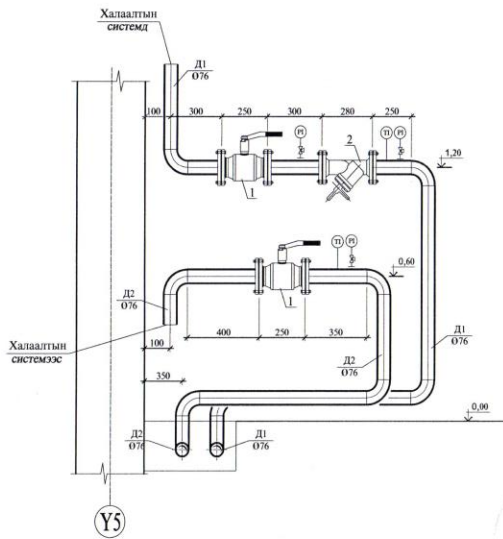 Халаалтын
системд
Д1
Ø76
100
300
250
300
280
250
PI
2
TI
PI
1,20
1
TI
PI
0,60
Д2
Ø76
1
Халаалтын
системээс
400
250
350
100
Д2
Ø76
Д1
Ø76
350
0,00
Д2
Ø76
Д1
Ø76
Y5